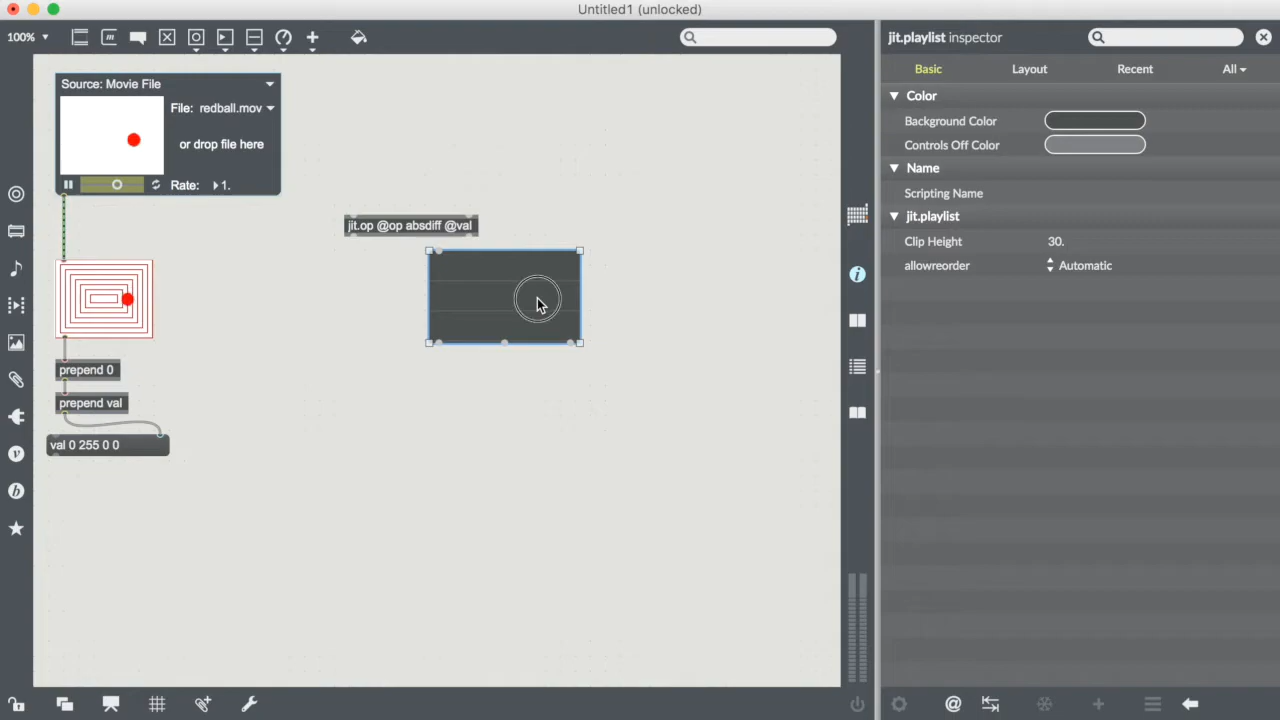 Untitled1 (unlocked)
100%
m
jit.playlist inspector
Basic
Layout
Recent
All
Color
Background Color
Controls Off Color
Name
Scripting Name
jit.playlist
Clip Height
30.
allowreorder
Automatic
Source: Movie File
File: redball.mov
or drop file here
Rate:
1.
jit.op @op absdiff @val
prepend 0
prepend val
val 0 255 0 0
i
v
b
@